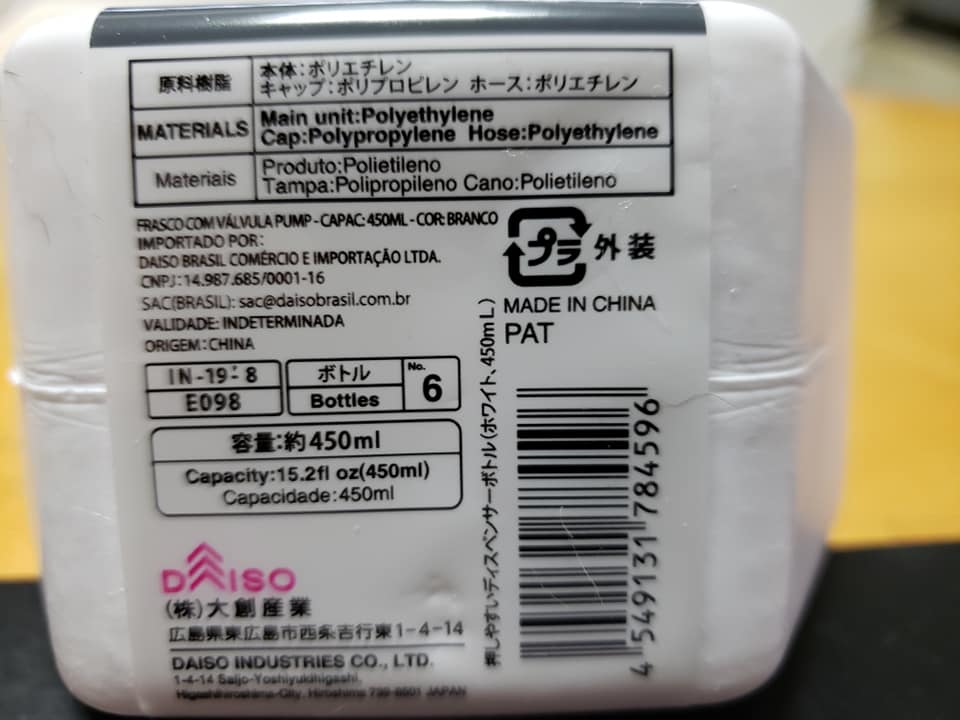 原料樹脂
本体:ポリエチレン
キャップ:ポリプロピレン ホース:ポリエチレン
MATERIALS
Main unit:Polyethylene
Cap:Polypropylene Hose:Polyethylene
Materiais
Produto:Polietileno
Tampa:Polipropileno Cano:Polietileno
FRASCO COM VÁLVULA PUMP - CAPAC: 450ML - COR: BRANCO
IMPORTADO POR:
DAISO BRASIL COMÉRCIO E IMPORTAÇÃO LTDA.
CNPJ: 14.987.685/0001-16
SAC(BRASIL): sac@daisobrasil.com.br
VALIDADE: INDETERMINADA
ORIGEM: CHINA
プラ 外装
MADE IN CHINA
PAT
IN-19-8
E098
ボトル
Bottles
No.
6
容量:約450ml
Capacity:15.2fl oz(450ml)
Capacidade:450ml
DAISO
(株)大創産業
広島県東広島市西条吉行東1-4-14
DAISO INDUSTRIES CO., LTD.
1-4-14 Saijo-Yoshiyukihigashi,
Higashihiroshima-City, Hiroshima 739-8501 JAPAN
押しやすいディスペンサーボトル(ホワイト、450mL)
4 549131 784596